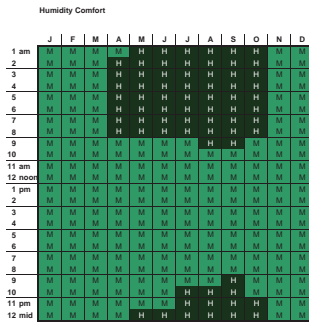 Humidity Comfort
J F M A M J J A S O N D
1 am M M M M H H H H H H M M
2 M M M H H H H H H H M M
3 M M M H H H H H H H M M
4 M M M H H H H H H H M M
5 M M M H H H H H H H M M
6 M M M H H H H H H H M M
7 M M M H H H H H H H M M
8 M M M H H H H H H H M M
9 M M M M M M M H H M M M
10 M M M M M M M M M M M M
11 am M M M M M M M M M M M M
12 noon M M M M M M M M M M M M
1 pm M M M M M M M M M M M M
2 M M M M M M M M M M M M
3 M M M M M M M M M M M M
4 M M M M M M M M M M M M
5 M M M M M M M M M M M M
6 M M M M M M M M M M M M
7 M M M M M M M M M M M M
8 M M M M M M M M M M M M
9 M M M M M M M M H M M M
10 M M M M M M H H H M M M
11 pm M M M M M M H H H H M M
12 mid M M M M H H H H H H M M